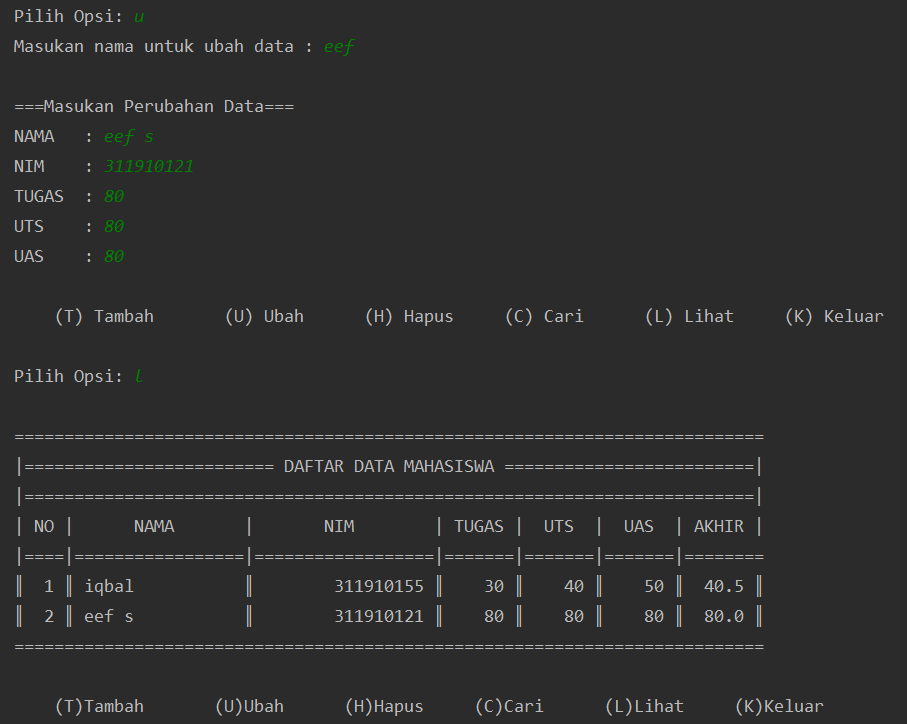 Pilih Opsi: u
Masukan nama untuk ubah data : eef
===Masukan Perubahan Data===
NAMA   : eef s
NIM    : 311910121
TUGAS  : 80
UTS    : 80
UAS    : 80
(T) Tambah       (U) Ubah      (H) Hapus     (C) Cari      (L) Lihat     (K) Keluar
Pilih Opsi: l
===========================================================================
|========================= DAFTAR DATA MAHASISWA =========================|
|=========================================================================|
| NO |      NAMA       |       NIM        | TUGAS |  UTS  |  UAS  | AKHIR |
|====|=================|==================|=======|=======|=======|========
║  1 ║ iqbal           ║        311910155 ║    30 ║    40 ║    50 ║  40.5 ║
║  2 ║ eef s           ║        311910121 ║    80 ║    80 ║    80 ║  80.0 ║
===========================================================================
(T)Tambah       (U)Ubah      (H)Hapus     (C)Cari      (L)Lihat     (K)Keluar